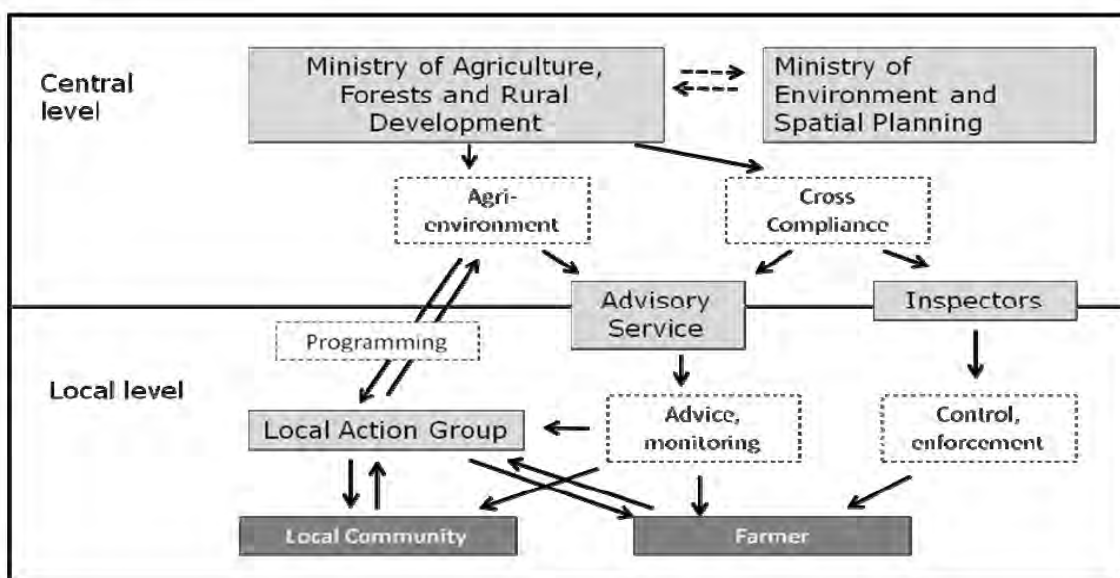 Central
level
Ministry of Agriculture,
Forests and Rural
Development
Ministry of
Environment and
Spatial Planning
Agri-
environment
Cross
Compliance
Advisory
Service
Inspectors
Programming
Local level
Local Action Group
Advice,
monitoring
Control,
enforcement
Local Community
Farmer